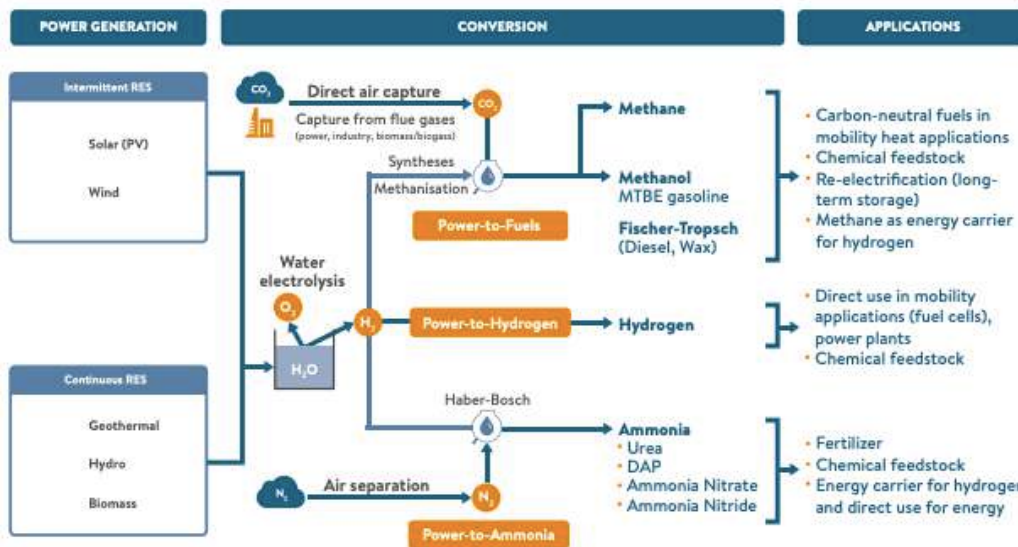 POWER GENERATION
CONVERSION
APPLICATIONS
Intermittent RES
Solar (PV)
Wind
Continuous RES
Geothermal
Hydro
Biomass
CO₂
Direct air capture
CO₂
Capture from flue gases
(power, industry, biomass/biogass)
Syntheses
Methanisation
Power-to-Fuels
Methane
Methanol
MTBE gasoline
Fischer-Tropsch
(Diesel, Wax)
Water
electrolysis
O₂
H₂O
H₂
Power-to-Hydrogen
Hydrogen
Haber-Bosch
N₂
Air separation
N₂
Power-to-Ammonia
Ammonia
• Urea
• DAP
• Ammonia Nitrate
• Ammonia Nitride
• Carbon-neutral fuels in
mobility heat applications
• Chemical feedstock
• Re-electrification (long-
term storage)
• Methane as energy carrier
for hydrogen
• Direct use in mobility
applications (fuel cells),
power plants
• Chemical feedstock
• Fertilizer
• Chemical feedstock
• Energy carrier for hydrogen
and direct use for energy